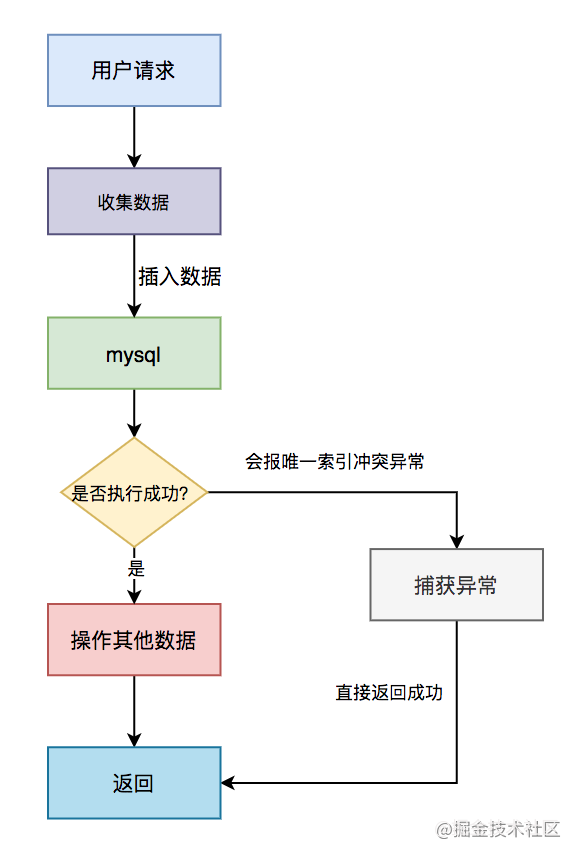 用户请求
收集数据
插入数据
mysql
会报唯一索引冲突异常
是否执行成功?
是
捕获异常
操作其他数据
直接返回成功
返回
@掘金技术社区